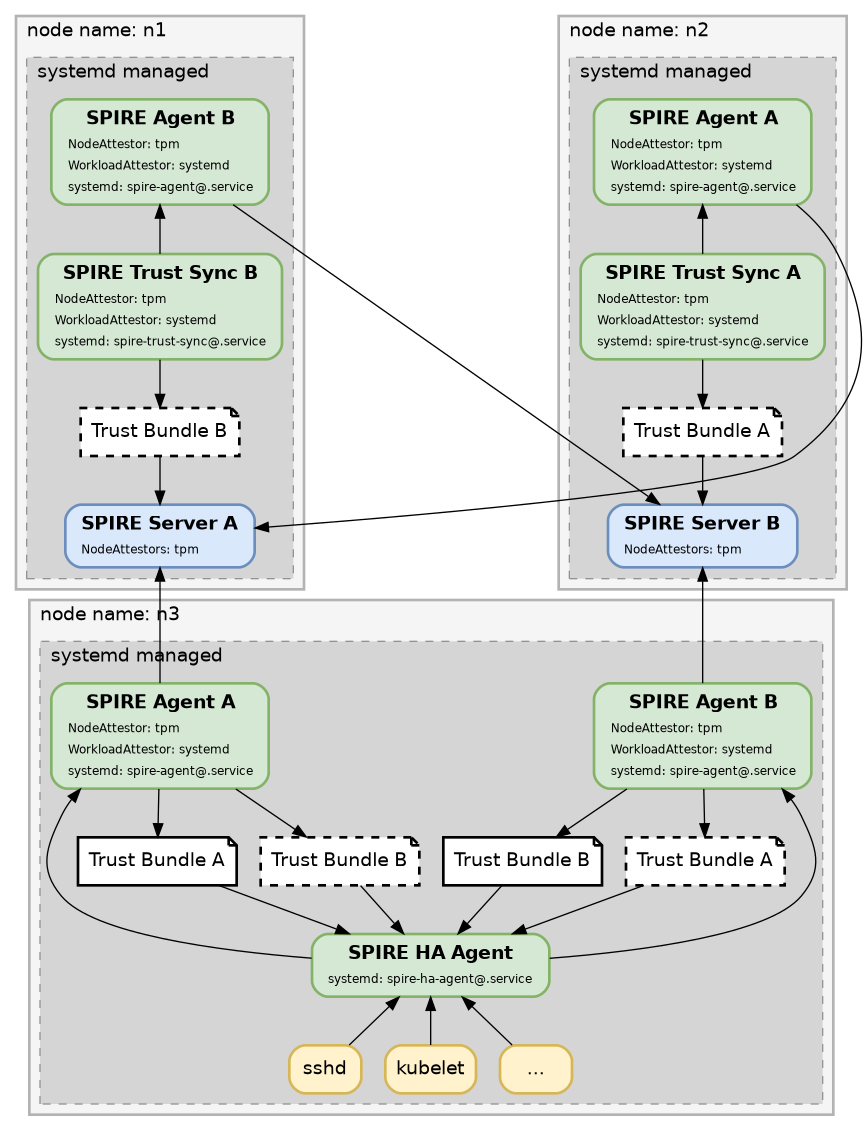 node name: n1
systemd managed
SPIRE Agent B
NodeAttestor: tpm
WorkloadAttestor: systemd
systemd: spire-agent@.service
SPIRE Trust Sync B
NodeAttestor: tpm
WorkloadAttestor: systemd
systemd: spire-trust-sync@.service
Trust Bundle B
SPIRE Server A
NodeAttestors: tpm
node name: n2
systemd managed
SPIRE Agent A
NodeAttestor: tpm
WorkloadAttestor: systemd
systemd: spire-agent@.service
SPIRE Trust Sync A
NodeAttestor: tpm
WorkloadAttestor: systemd
systemd: spire-trust-sync@.service
Trust Bundle A
SPIRE Server B
NodeAttestors: tpm
node name: n3
systemd managed
SPIRE Agent A
NodeAttestor: tpm
WorkloadAttestor: systemd
systemd: spire-agent@.service
SPIRE Agent B
NodeAttestor: tpm
WorkloadAttestor: systemd
systemd: spire-agent@.service
Trust Bundle A
Trust Bundle B
Trust Bundle B
Trust Bundle A
SPIRE HA Agent
systemd: spire-ha-agent@.service
sshd
kubelet
...